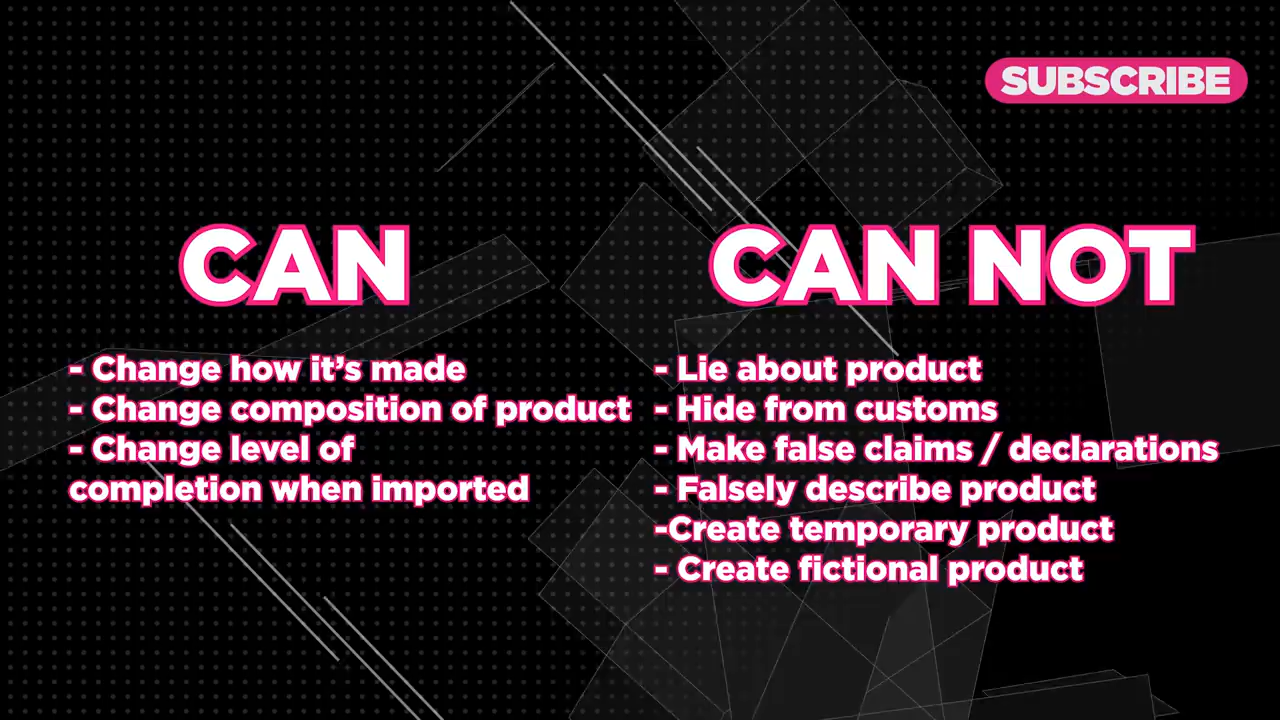 SUBSCRIBE
CAN
- Change how it's made
- Change composition of product
- Change level of
completion when imported
CAN NOT
- Lie about product
- Hide from customs
- Make false claims / declarations
- Falsely describe product
-Create temporary product
- Create fictional product